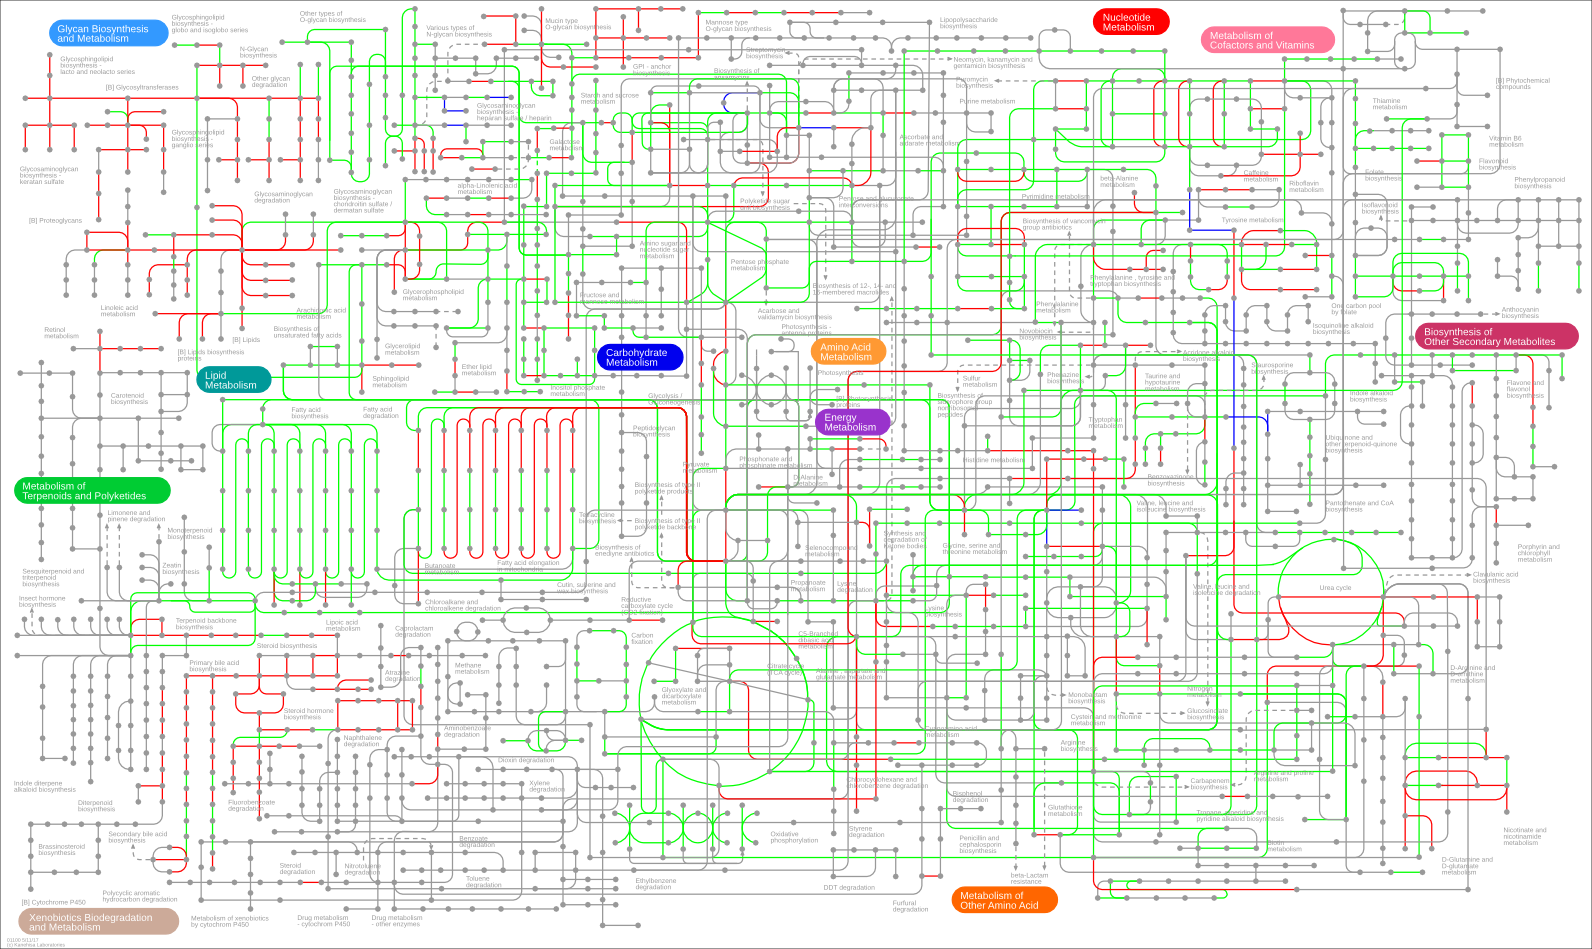 Glycan Biosynthesis
and Metabolism
Glycosphingolipid
biosynthesis -
globo and isoglobo series
Other types of
O-glycan biosynthesis
Various types of
N-glycan biosynthesis
Mucin type
O-glycan biosynthesis
Mannose type
O-glycan biosynthesis
Lipopolysaccharide
biosynthesis
Nucleotide
Metabolism
Metabolism of
Cofactors and Vitamins
Glycosphingolipid
biosynthesis -
lacto and neolacto series
N-Glycan
biosynthesis
Other glycan
degradation
[B] Glycosyltransferases
GPI - anchor
biosynthesis
Streptomycin
biosynthesis
Neomycin, kanamycin and
gentamicin biosynthesis
Puromycin
biosynthesis
[B] Phytochemical
compounds
Glycosphingolipid
biosynthesis -
ganglio series
Glycosaminoglycan
biosynthesis -
heparan sulfate / heparin
Starch and sucrose
metabolism
Purine metabolism
Thiamine
metabolism
Galactose
metabolism
Ascorbate and
aldarate metabolism
Vitamin B6
metabolism
Flavonoid
biosynthesis
Phenylpropanoid
biosynthesis
Glycosaminoglycan
biosynthesis -
keratan sulfate
Glycosaminoglycan
degradation
Glycosaminoglycan
biosynthesis -
chondroitin sulfate /
dermatan sulfate
alpha-Linolenic acid
metabolism
beta-Alanine
metabolism
Caffeine
metabolism
Riboflavin
metabolism
Folate
biosynthesis
Isoflavonoid
biosynthesis
[B] Proteoglycans
Polyketide sugar
unit biosynthesis
Pentose and glucuronate
interconversions
Pyrimidine metabolism
Biosynthesis of vancomycin
group antibiotics
Tyrosine metabolism
Amino sugar and
nucleotide sugar
metabolism
Pentose phosphate
metabolism
Biosynthesis of 12-, 14- and
16-membered macrolides
Phenylalanine , tyrosine and
tryptophan biosynthesis
Glycerophospholipid
metabolism
Fructose and
mannose metabolism
Linoleic acid
metabolism
Arachidonic acid
metabolism
Acarbose and
validamycin biosynthesis
Phenylalanine
metabolism
One carbon pool
by folate
Anthocyanin
biosynthesis
Retinol
metabolism
[B] Lipids
Biosynthesis of
unsaturated fatty acids
Glycerolipid
metabolism
[B] Lipids biosynthesis
proteins
Photosynthesis -
antenna proteins
Novobiocin
biosynthesis
Isoquinoline alkaloid
biosynthesis
Biosynthesis of
Other Secondary Metabolites
Carbohydrate
Metabolism
Amino Acid
Metabolism
Acridone alkaloid
biosynthesis
Lipid
Metabolism
Sphingolipid
metabolism
Ether lipid
metabolism
Inositol phosphate
metabolism
Photosynthesis
Sulfur
metabolism
Phenazine
biosynthesis
Taurine and
hypotaurine
metabolism
Staurosporine
biosynthesis
Flavone and
flavonol
biosynthesis
Carotenoid
biosynthesis
Fatty acid
biosynthesis
Fatty acid
degradation
Glycolysis /
Gluconeogenesis
[B] Photosynthesis
proteins
Biosynthesis of
siderophore group
nonribosomal
peptides
Indole alkaloid
biosynthesis
Energy
Metabolism
Peptidoglycan
biosynthesis
Tryptophan
metabolism
Ubiquinone and
other terpenoid-quinone
biosynthesis
Pyruvate
metabolism
Phosphonate and
phosphinate metabolism
Histidine metabolism
D-Alanine
metabolism
Benzoxazinoid
biosynthesis
Metabolism of
Terpenoids and Polyketides
Biosynthesis of type II
polyketide products
Valine, leucine and
isoleucine biosynthesis
Pantothenate and CoA
biosynthesis
Limonene and
pinene degradation
Monoterpenoid
biosynthesis
Tetracycline
biosynthesis
Biosynthesis of type II
polyketide backbone
Biosynthesis of
enediyne antibiotics
Selenocompound
metabolism
Synthesis and
degradation of
ketone bodies
Glycine, serine and
threonine metabolism
Porphyrin and
chlorophyll
metabolism
Sesquiterpenoid and
triterpenoid
biosynthesis
Zeatin
biosynthesis
Butanoate
metabolism
Fatty acid elongation
in mitochondria
Cutin, suberine and
wax biosynthesis
Propanoate
metabolism
Lysine
degradation
Valine, leucine and
isoleucine degradation
Urea cycle
Clavulanic acid
biosynthesis
Insect hormone
biosynthesis
Chloroalkane and
chloroalkene degradation
Reductive
carboxylate cycle
Lysine
biosynthesis
Terpenoid backbone
biosynthesis
Lipoic acid
metabolism
Caprolactam
degradation
Carbon
fixation
C5-Branched
dibasic acid
metabolism
Steroid biosynthesis
Primary bile acid
biosynthesis
Atrazine
degradation
Methane
metabolism
Citrate cycle
(TCA cycle)
Alanine, aspartate and
glutamate metabolism
D-Arginine and
D-ornithine
metabolism
Glyoxylate and
dicarboxylate
metabolism
Monobactam
biosynthesis
Nitrogen
metabolism
Steroid hormone
biosynthesis
Cysteine and methionine
metabolism
Glucosinolate
biosynthesis
Naphthalene
degradation
Aminobenzoate
degradation
Cyanoamino acid
metabolism
Arginine
biosynthesis
Dioxin degradation
Xylene
degradation
Chlorocyclohexane and
chlorobenzene degradation
Arginine and proline
metabolism
Carbapenem
biosynthesis
Indole diterpene
alkaloid biosynthesis
Diterpenoid
biosynthesis
Fluorobenzoate
degradation
Bisphenol
degradation
Glutathione
metabolism
Tropane, piperidine and
pyridine alkaloid biosynthesis
Secondary bile acid
biosynthesis
Brassinosteroid
biosynthesis
Benzoate
degradation
Oxidative
phosphorylation
Styrene
degradation
Penicillin and
cephalosporin
biosynthesis
Biotin
metabolism
Nicotinate and
nicotinamide
metabolism
Steroid
degradation
Nitrotoluene
degradation
Toluene
degradation
Ethylbenzene
degradation
DDT degradation
beta-Lactam
resistance
D-Glutamine and
D-glutamate
metabolism
Polycyclic aromatic
hydrocarbon degradation
[B] Cytochrome P450
Furfural
degradation
Metabolism of
Other Amino Acid
Xenobiotics Biodegradation
and Metabolism
Metabolism of xenobiotics
by cytochrom P450
Drug metabolism
- cytochrom P450
Drug metabolism
- other enzymes
01100 5/11/17
(c) Kanehisa Laboratories